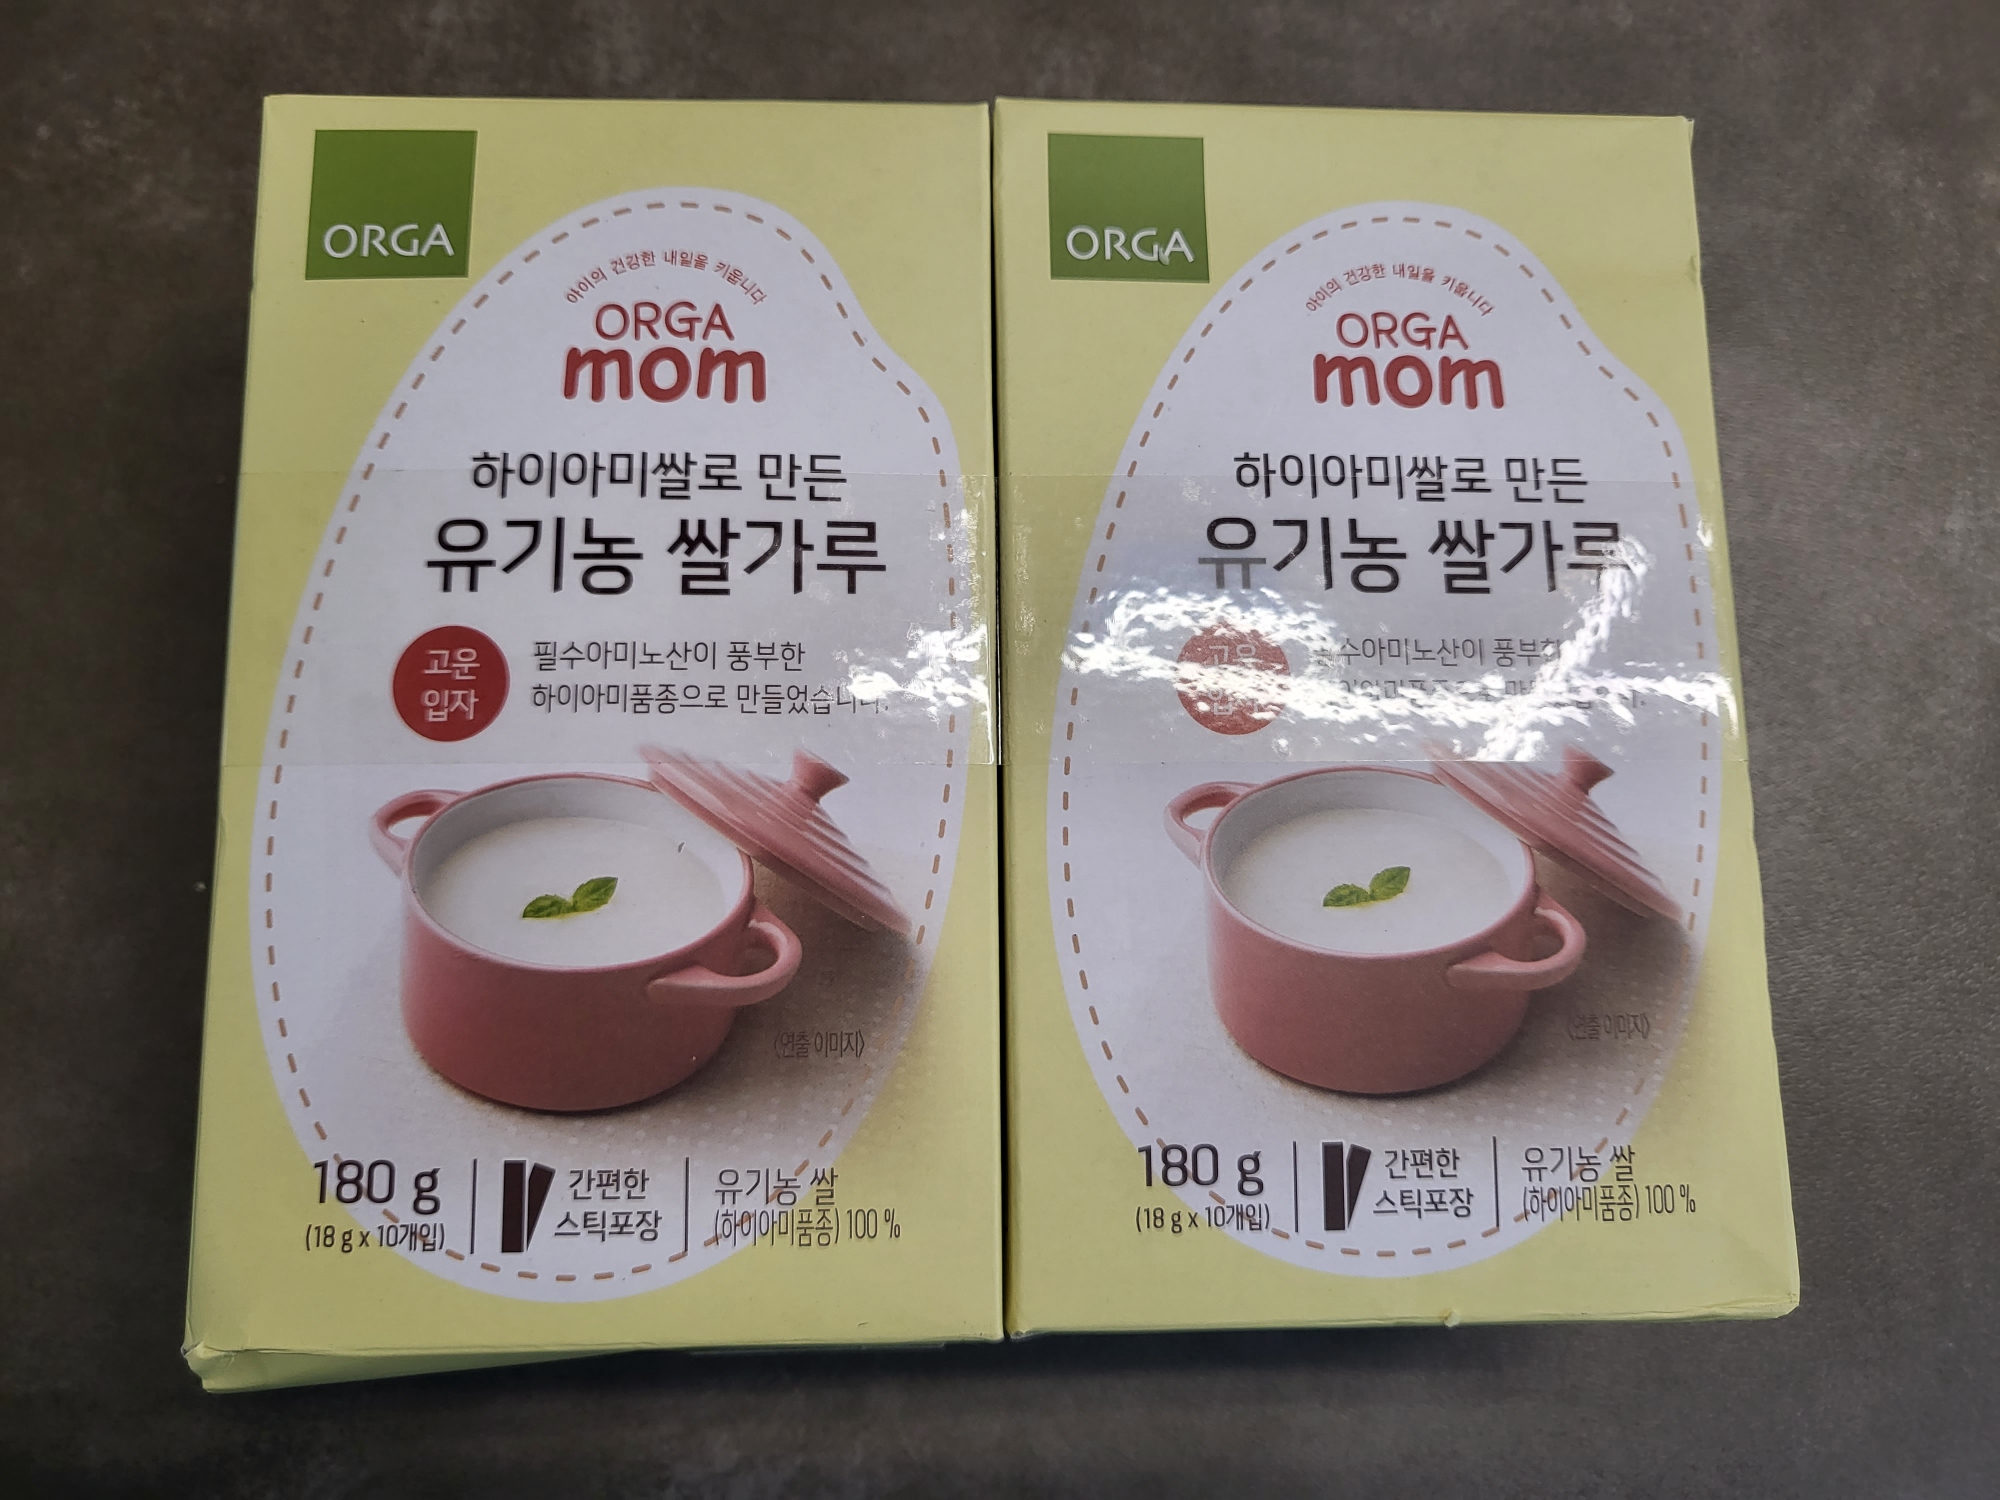 ORGA
아이의 건강한 내일을 키웁니다
ORGA
mom
하이아미쌀로 만든
유기농 쌀가루
고운
입자
필수아미노산이 풍부한
하이아미품종으로 만들었습니다.
〈연출 이미지〉
180 g
(18 g x 10개입)
간편한
스틱포장
유기농 쌀
(하이아미품종) 100 %
ORGA
아이의 건강한 내일을 키웁니다
ORGA
mom
하이아미쌀로 만든
유기농 쌀가루
고운
입자
필수아미노산이 풍부한
〈연출 이미지〉
180 g
(18 g x 10개입)
간편한
스틱포장
유기농 쌀
(하이아미품종) 100 %